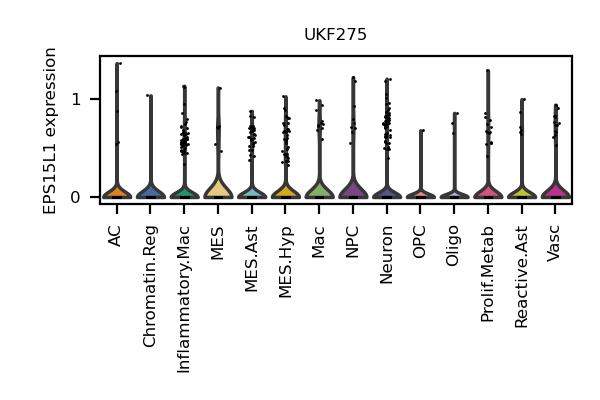 UKF275
EPS15L1 expression
1
0
AC
Chromatin.Reg
Inflammatory.Mac
MES
MES.Ast
MES.Hyp
Mac
NPC
Neuron
OPC
Oligo
Prolif.Metab
Reactive.Ast
Vasc